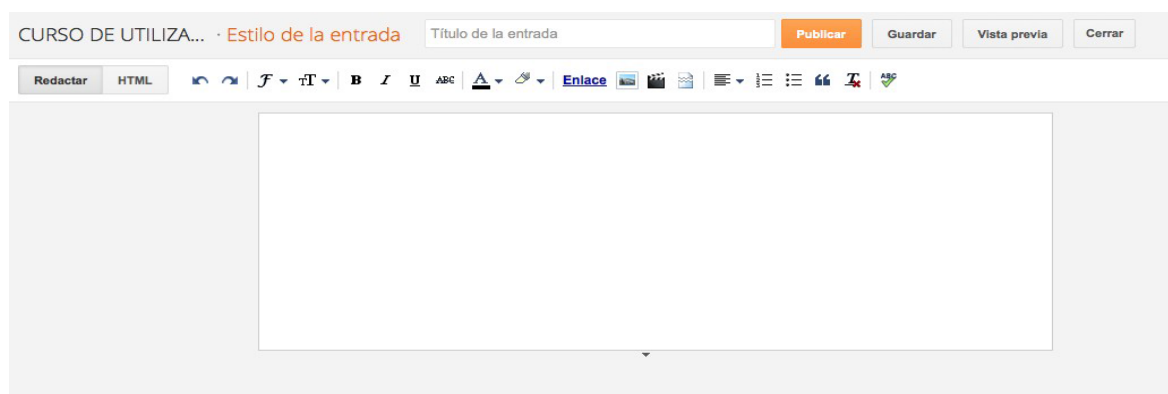 CURSO DE UTILIZA... · Estilo de la entrada Título de la entrada Publicar Guardar Vista previa Cerrar
Redactar HTML F T B I U ABC A Enlace T ABC